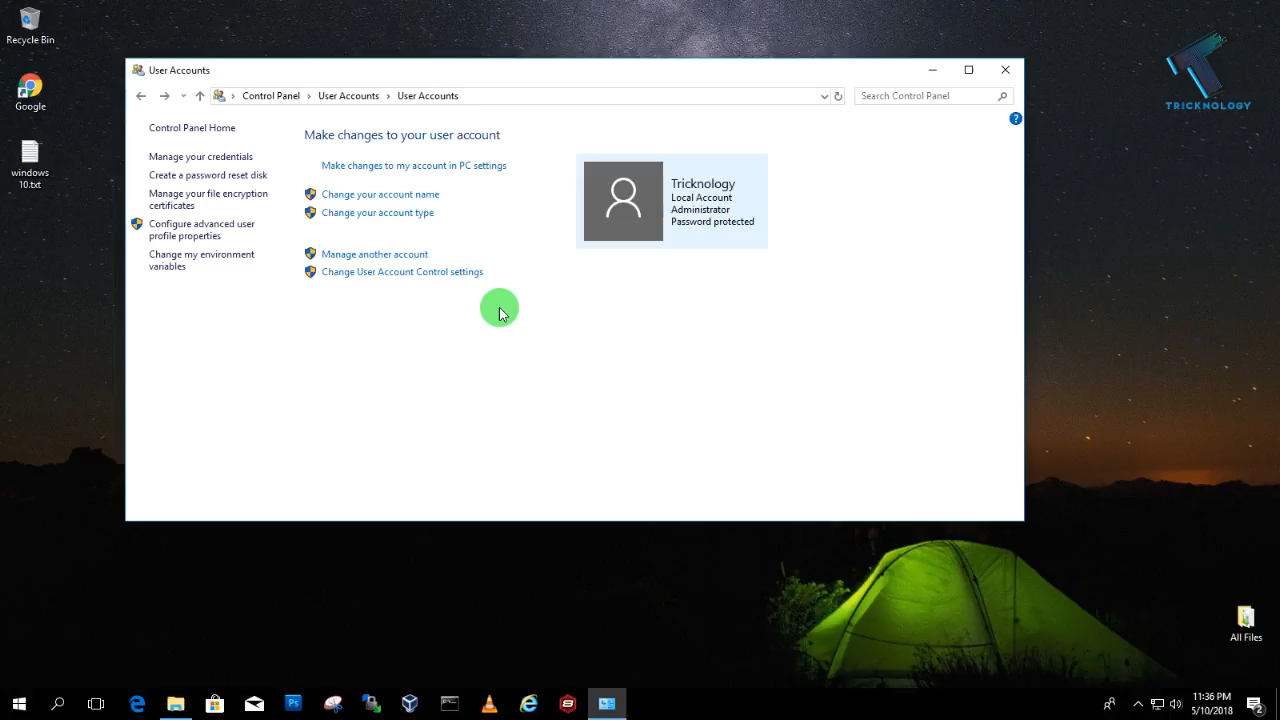 Recycle Bin
Google
windows
10.txt
User Accounts
Control Panel
User Accounts
User Accounts
Search Control Panel
Control Panel Home
Manage your credentials
Create a password reset disk
Manage your file encryption
certificates
Configure advanced user
profile properties
Change my environment
variables
Make changes to your user account
Make changes to my account in PC settings
Change your account name
Change your account type
Manage another account
Change User Account Control settings
Tricknology
Local Account
Administrator
Password protected
?
TRICKNOLOGY
All Files
Ps
11:36 PM
5/10/2018
2